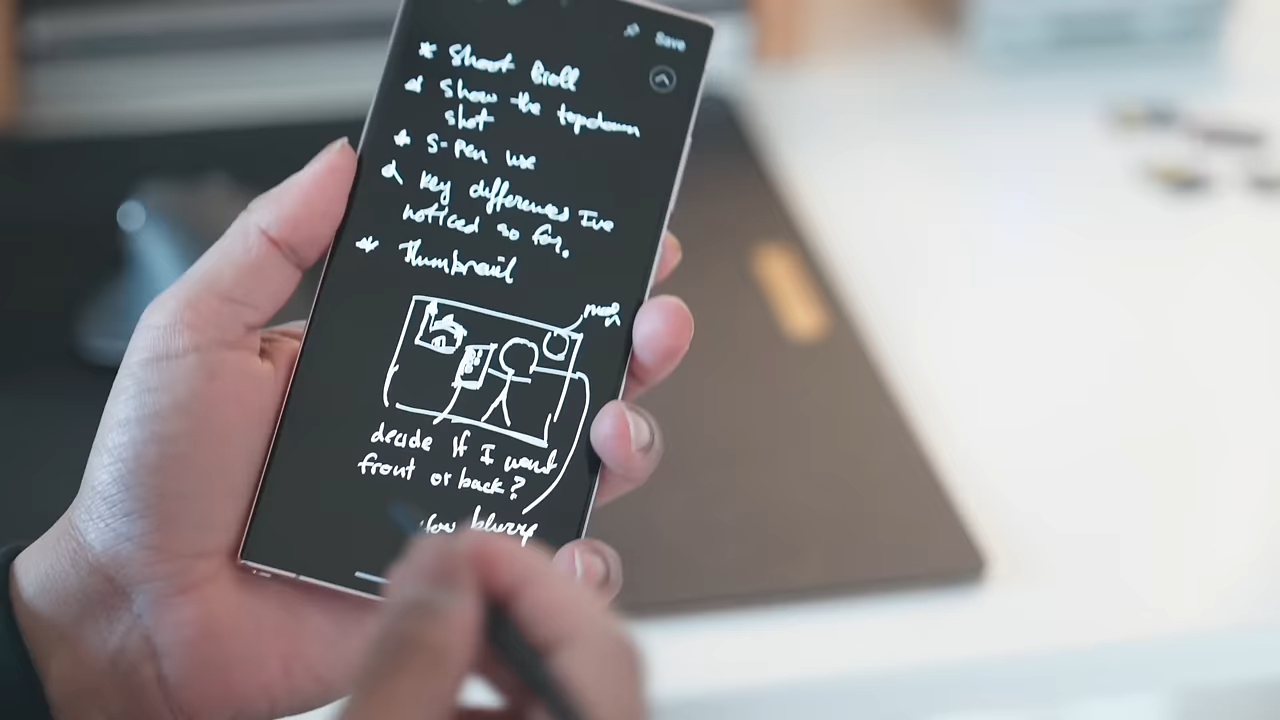 Save
* Shoot Broll
* Show the topdown
shot
* S-Pen use
* Key differences I've
noticed so far.
* Thumbnail
decide if I want
front or back?
blurry